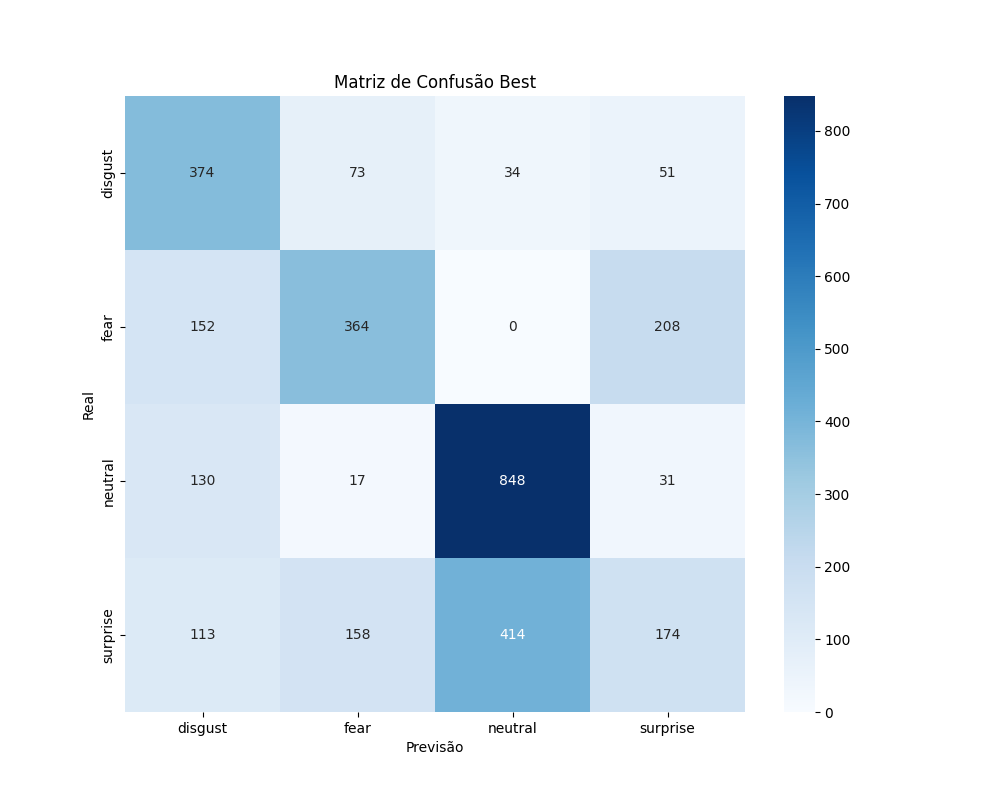 Matriz de Confusão Best
disgust 374 73 34 51
fear 152 364 0 208
neutral 130 17 848 31
surprise 113 158 414 174
disgust fear neutral surprise
Previsão
Real
800
700
600
500
400
300
200
100
0